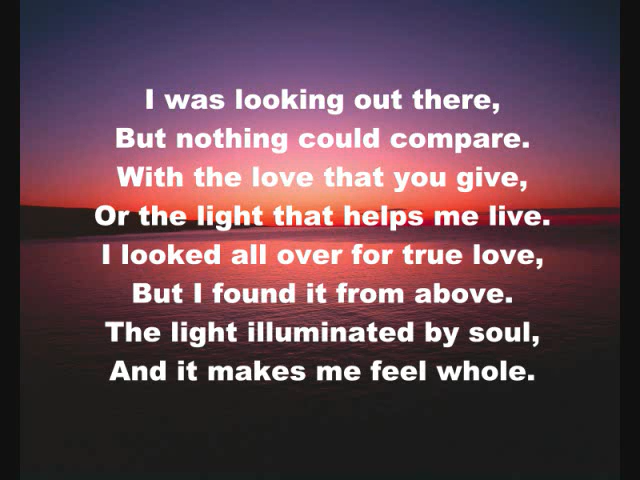 I was looking out there,
But nothing could compare.
With the love that you give,
Or the light that helps me live.
I looked all over for true love,
But I found it from above.
The light illuminated by soul,
And it makes me feel whole.